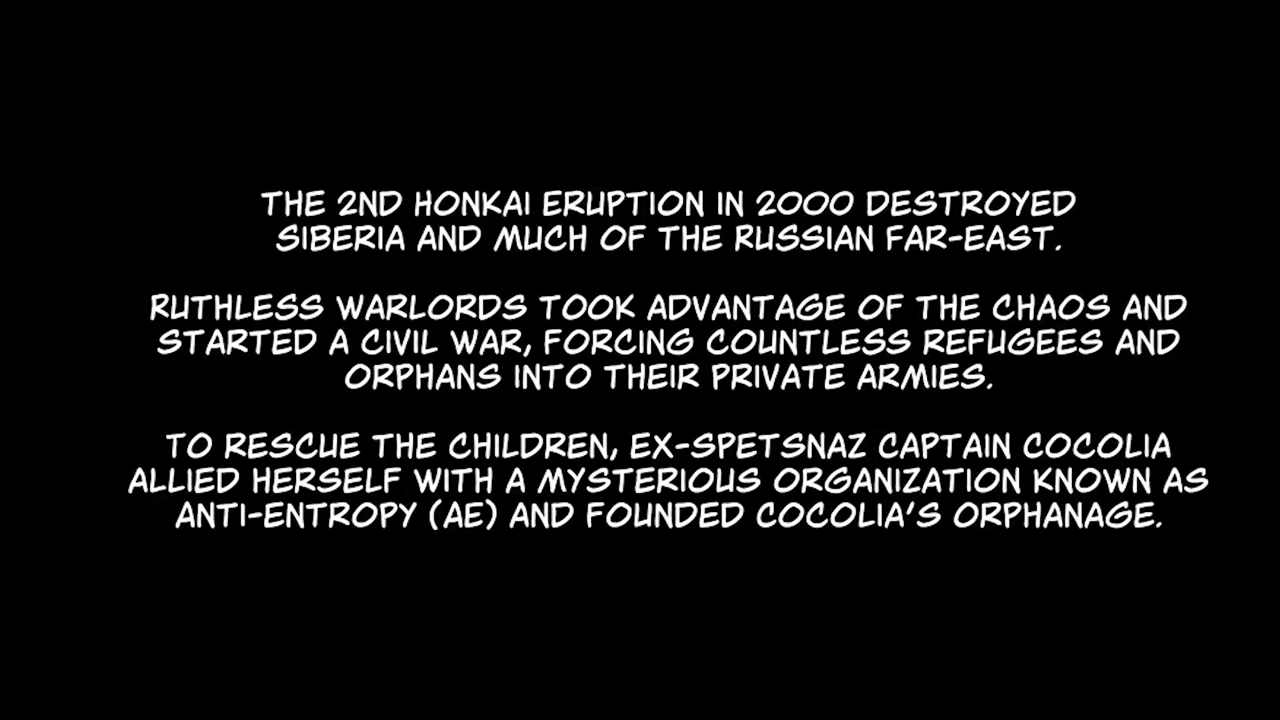 THE 2ND HONKAI ERUPTION IN 2000 DESTROYED
SIBERIA AND MUCH OF THE RUSSIAN FAR-EAST.
RUTHLESS WARLORDS TOOK ADVANTAGE OF THE CHAOS AND
STARTED A CIVIL WAR, FORCING COUNTLESS REFUGEES AND
ORPHANS INTO THEIR PRIVATE ARMIES.
TO RESCUE THE CHILDREN, EX-SPETSNAZ CAPTAIN COCOLIA
ALLIED HERSELF WITH A MYSTERIOUS ORGANIZATION KNOWN AS
ANTI-ENTROPY (AE) AND FOUNDED COCOLIA'S ORPHANAGE.